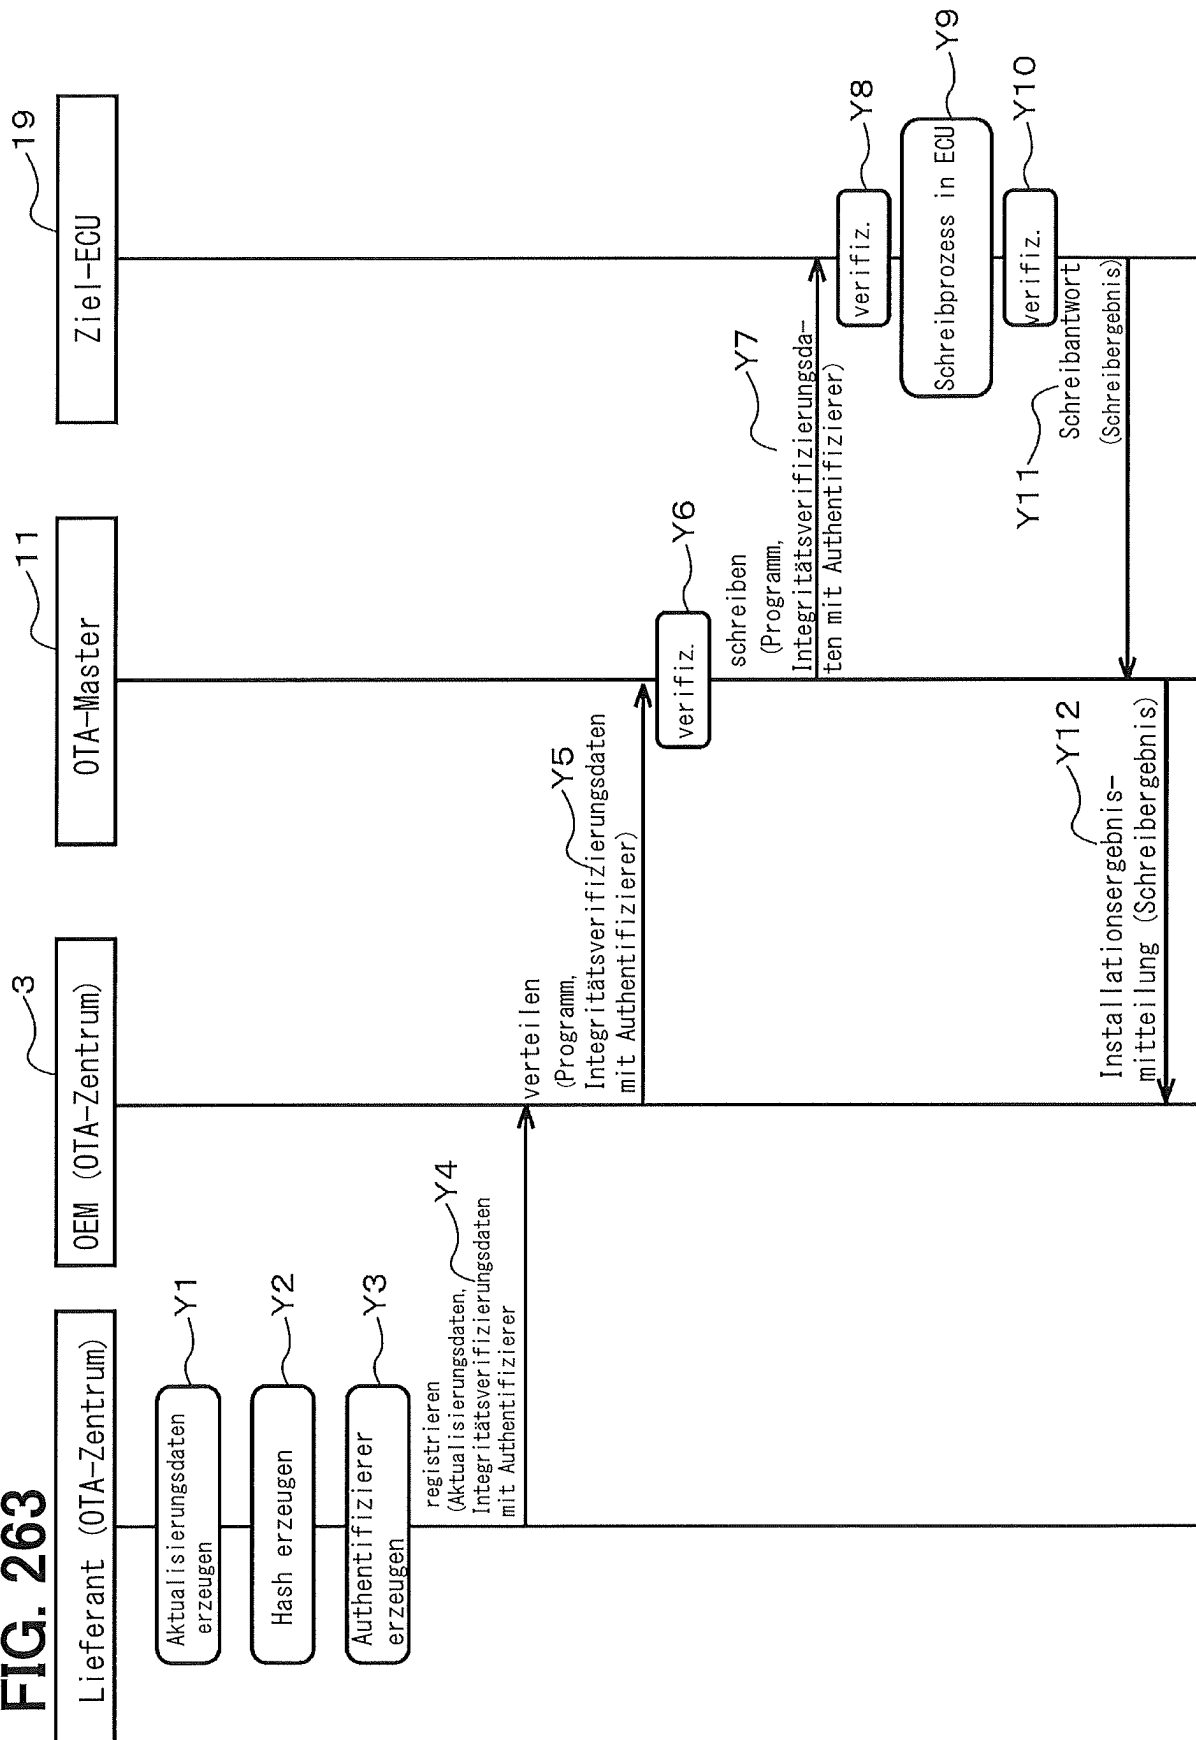 FIG. 263
Lieferant (OTA-Zentrum)
OEM (OTA-Zentrum)
3
OTA-Master
11
Ziel-ECU
19
Aktualisierungsdaten
erzeugen
Y1
Hash erzeugen
Y2
Authentifizierer
erzeugen
Y3
registrieren
(Aktualisierungsdaten,
Integritätsverifizierungsdaten
mit Authentifizierer
Y4
verteilen
(Programm,
Integritätsverifizierungsdaten
mit Authentifizierer)
Y5
verifiz.
Y6
schreiben
(Programm,
Integritätsverifizierungsda-
ten mit Authentifizierer)
Y7
verifiz.
Y8
Schreibprozess in ECU
Y9
verifiz.
Y10
Schreibantwort
(Schreibergebnis)
Y11
Installationsergebnis-
mitteilung (Schreibergebnis)
Y12